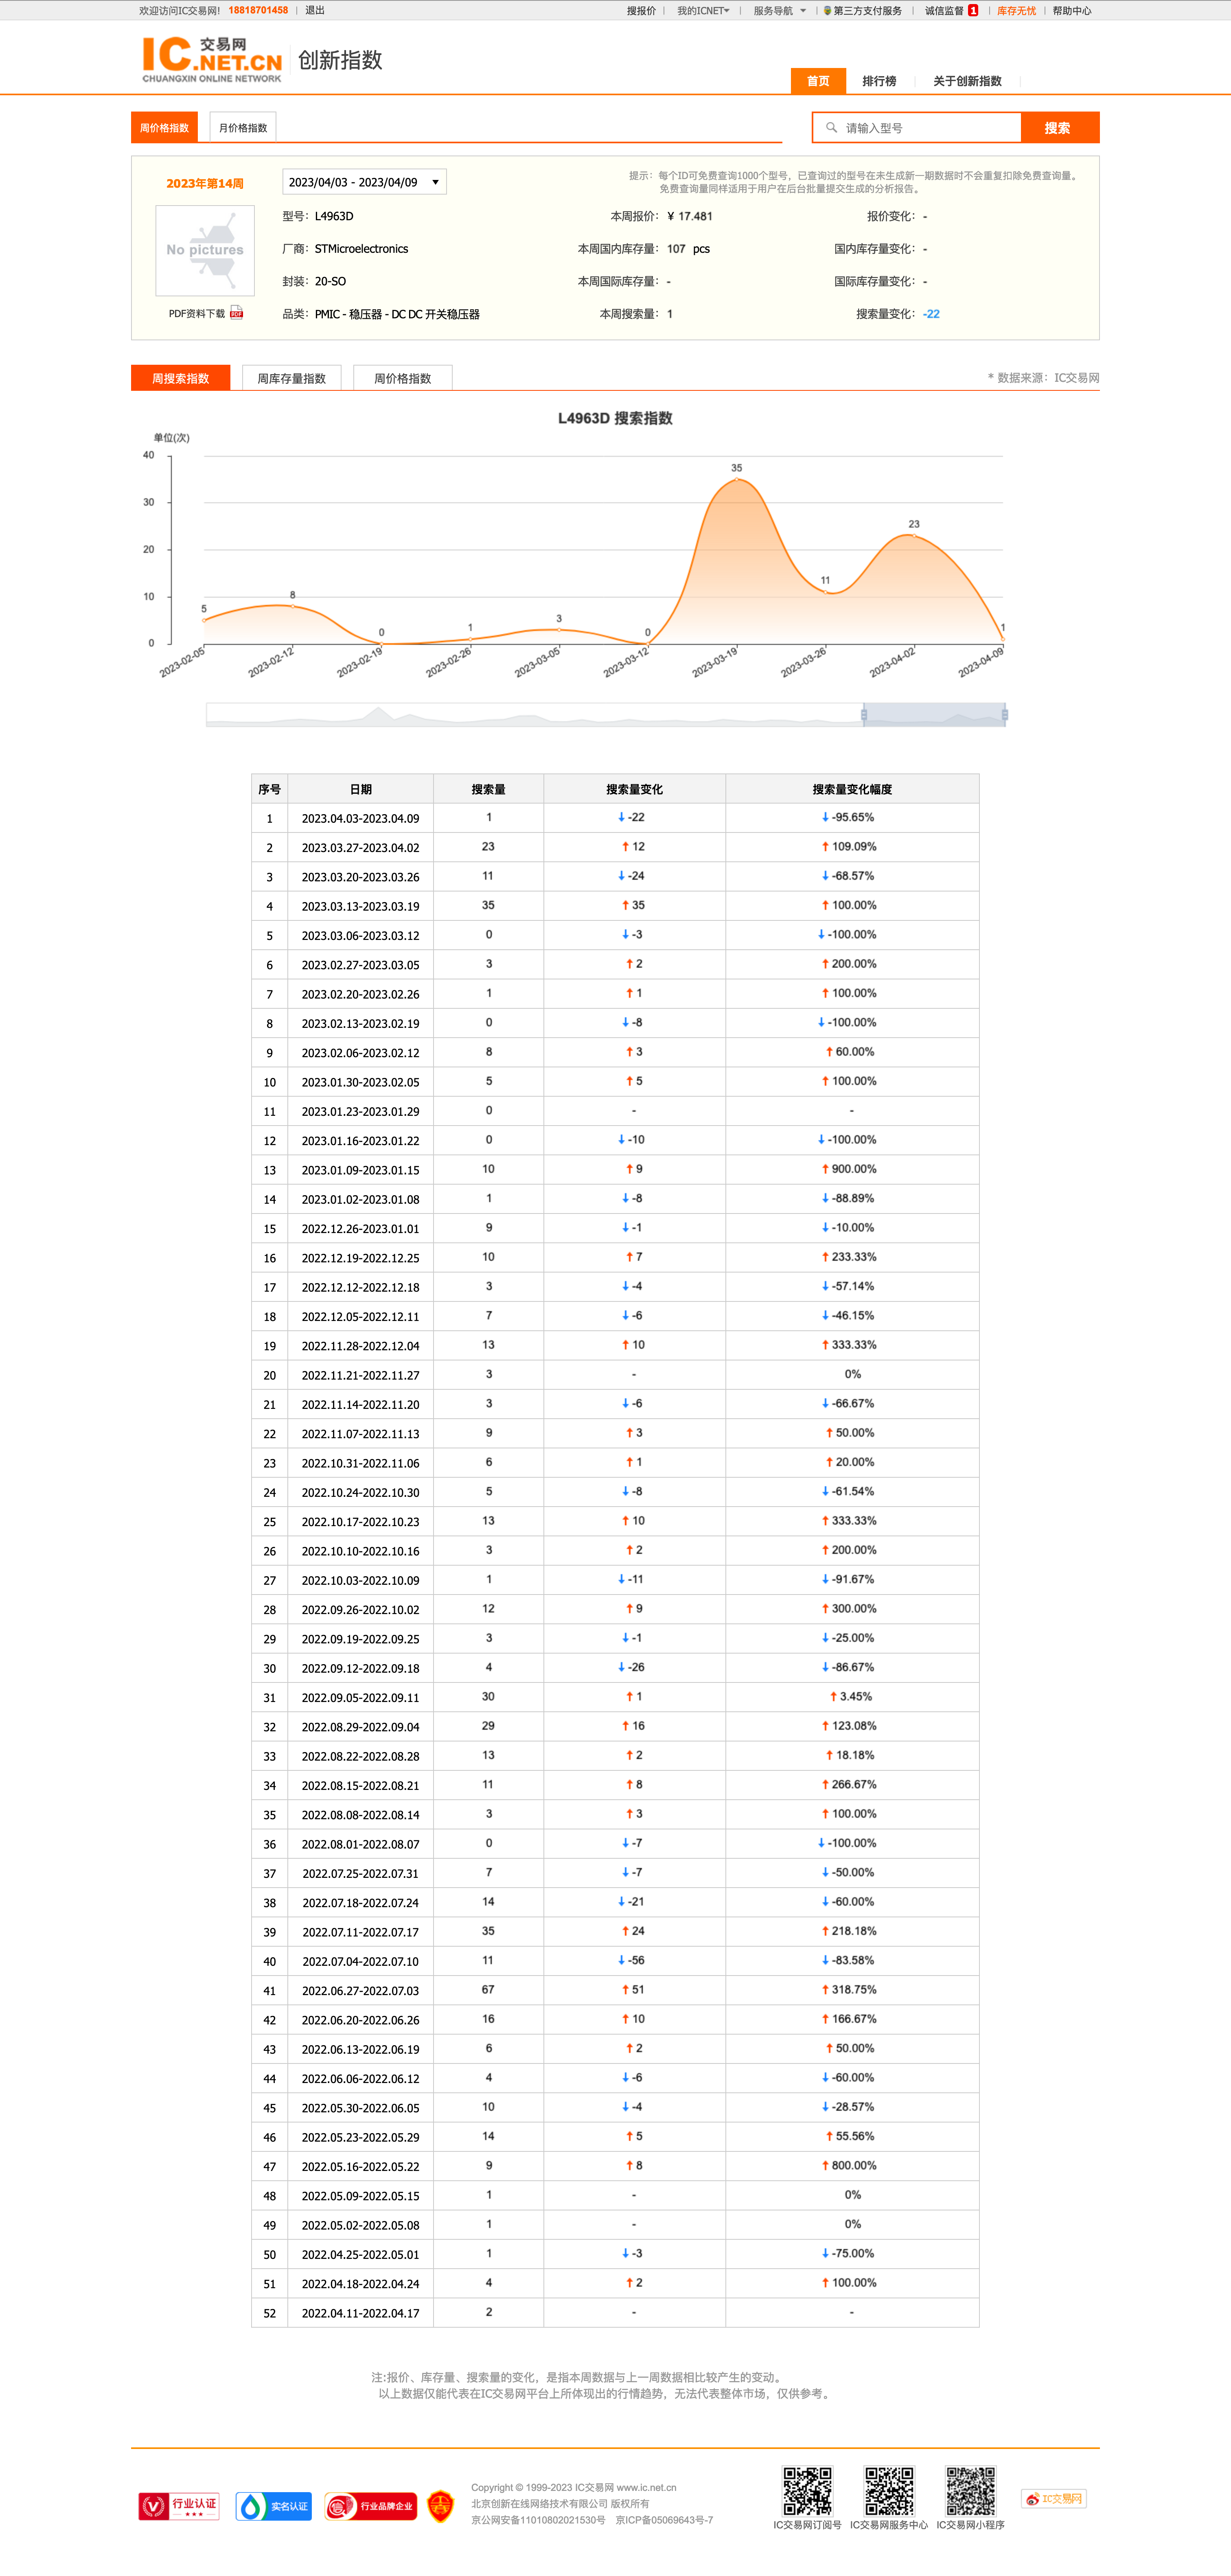 欢迎访问IC交易网! 18818701458 | 退出 搜报价 | 我的ICNET | 服务导航 | 第三方支付服务 | 诚信监督 1 | 库存无忧 | 帮助中心
IC 交易网 .NET.CN
CHUANGXIN ONLINE NETWORK
创新指数
首页 排行榜 关于创新指数
周价格指数 月价格指数 请输入型号 搜索
2023年第14周 2023/04/03 - 2023/04/09
提示：每个ID可免费查询1000个型号，已查询过的型号在未生成新一期数据时不会重复扣除免费查询量。
免费查询量同样适用于用户在后台批量提交生成的分析报告。
No pictures
PDF资料下载 PDF
型号：L4963D 本周报价：¥ 17.481 报价变化：-
厂商：STMicroelectronics 本周国内库存量：107 pcs 国内库存量变化：-
封装：20-SO 本周国际库存量：- 国际库存量变化：-
品类：PMIC - 稳压器 - DC DC 开关稳压器 本周搜索量：1 搜索量变化：-22
周搜索指数 周库存量指数 周价格指数 * 数据来源：IC交易网
L4963D 搜索指数
单位(次)
40
30
20
10
0
5 8 0 1 3 0 35 11 23 1
2023-02-05 2023-02-12 2023-02-19 2023-02-26 2023-03-05 2023-03-12 2023-03-19 2023-03-26 2023-04-02 2023-04-09
序号 日期 搜索量 搜索量变化 搜索量变化幅度
1 2023.04.03-2023.04.09 1 ↓ -22 ↓ -95.65%
2 2023.03.27-2023.04.02 23 ↑ 12 ↑ 109.09%
3 2023.03.20-2023.03.26 11 ↓ -24 ↓ -68.57%
4 2023.03.13-2023.03.19 35 ↑ 35 ↑ 100.00%
5 2023.03.06-2023.03.12 0 ↓ -3 ↓ -100.00%
6 2023.02.27-2023.03.05 3 ↑ 2 ↑ 200.00%
7 2023.02.20-2023.02.26 1 ↑ 1 ↑ 100.00%
8 2023.02.13-2023.02.19 0 ↓ -8 ↓ -100.00%
9 2023.02.06-2023.02.12 8 ↑ 3 ↑ 60.00%
10 2023.01.30-2023.02.05 5 ↑ 5 ↑ 100.00%
11 2023.01.23-2023.01.29 0 - -
12 2023.01.16-2023.01.22 0 ↓ -10 ↓ -100.00%
13 2023.01.09-2023.01.15 10 ↑ 9 ↑ 900.00%
14 2023.01.02-2023.01.08 1 ↓ -8 ↓ -88.89%
15 2022.12.26-2023.01.01 9 ↓ -1 ↓ -10.00%
16 2022.12.19-2022.12.25 10 ↑ 7 ↑ 233.33%
17 2022.12.12-2022.12.18 3 ↓ -4 ↓ -57.14%
18 2022.12.05-2022.12.11 7 ↓ -6 ↓ -46.15%
19 2022.11.28-2022.12.04 13 ↑ 10 ↑ 333.33%
20 2022.11.21-2022.11.27 3 - 0%
21 2022.11.14-2022.11.20 3 ↓ -6 ↓ -66.67%
22 2022.11.07-2022.11.13 9 ↑ 3 ↑ 50.00%
23 2022.10.31-2022.11.06 6 ↑ 1 ↑ 20.00%
24 2022.10.24-2022.10.30 5 ↓ -8 ↓ -61.54%
25 2022.10.17-2022.10.23 13 ↑ 10 ↑ 333.33%
26 2022.10.10-2022.10.16 3 ↑ 2 ↑ 200.00%
27 2022.10.03-2022.10.09 1 ↓ -11 ↓ -91.67%
28 2022.09.26-2022.10.02 12 ↑ 9 ↑ 300.00%
29 2022.09.19-2022.09.25 3 ↓ -1 ↓ -25.00%
30 2022.09.12-2022.09.18 4 ↓ -26 ↓ -86.67%
31 2022.09.05-2022.09.11 30 ↑ 1 ↑ 3.45%
32 2022.08.29-2022.09.04 29 ↑ 16 ↑ 123.08%
33 2022.08.22-2022.08.28 13 ↑ 2 ↑ 18.18%
34 2022.08.15-2022.08.21 11 ↑ 8 ↑ 266.67%
35 2022.08.08-2022.08.14 3 ↑ 3 ↑ 100.00%
36 2022.08.01-2022.08.07 0 ↓ -7 ↓ -100.00%
37 2022.07.25-2022.07.31 7 ↓ -7 ↓ -50.00%
38 2022.07.18-2022.07.24 14 ↓ -21 ↓ -60.00%
39 2022.07.11-2022.07.17 35 ↑ 24 ↑ 218.18%
40 2022.07.04-2022.07.10 11 ↓ -56 ↓ -83.58%
41 2022.06.27-2022.07.03 67 ↑ 51 ↑ 318.75%
42 2022.06.20-2022.06.26 16 ↑ 10 ↑ 166.67%
43 2022.06.13-2022.06.19 6 ↑ 2 ↑ 50.00%
44 2022.06.06-2022.06.12 4 ↓ -6 ↓ -60.00%
45 2022.05.30-2022.06.05 10 ↓ -4 ↓ -28.57%
46 2022.05.23-2022.05.29 14 ↑ 5 ↑ 55.56%
47 2022.05.16-2022.05.22 9 ↑ 8 ↑ 800.00%
48 2022.05.09-2022.05.15 1 - 0%
49 2022.05.02-2022.05.08 1 - 0%
50 2022.04.25-2022.05.01 1 ↓ -3 ↓ -75.00%
51 2022.04.18-2022.04.24 4 ↑ 2 ↑ 100.00%
52 2022.04.11-2022.04.17 2 - -
注:报价、库存量、搜索量的变化，是指本周数据与上一周数据相比较产生的变动。
以上数据仅能代表在IC交易网平台上所体现出的行情趋势，无法代表整体市场，仅供参考。
行业认证 实名认证 行业品牌企业
Copyright © 1999-2023 IC交易网 www.ic.net.cn
北京创新在线网络技术有限公司 版权所有
京公网安备11010802021530号 京ICP备05069643号-7
IC交易网订阅号 IC交易网服务中心 IC交易网小程序
IC交易网